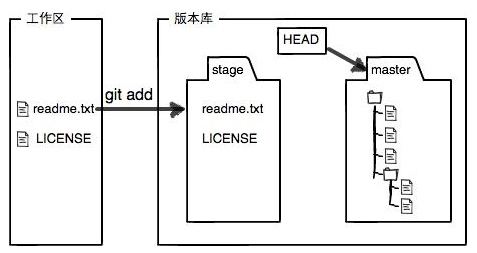 工作区
版本库
HEAD
stage
master
git add
readme.txt
readme.txt
LICENSE
LICENSE